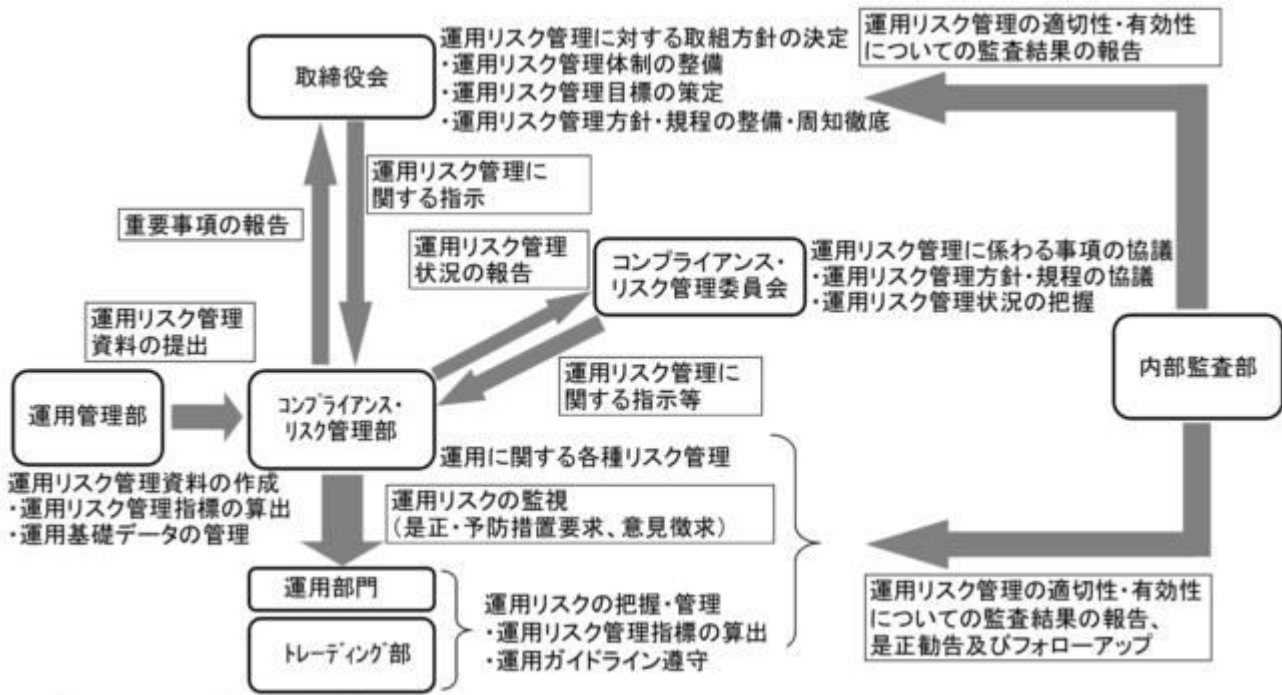 取締役会
運用リスク管理に対する取組方針の決定
・運用リスク管理体制の整備
・運用リスク管理目標の策定
・運用リスク管理方針・規程の整備・周知徹底
運用リスク管理の適切性・有効性
についての監査結果の報告
運用リスク管理に
関する指示
重要事項の報告
運用リスク管理
状況の報告
コンプライアンス・
リスク管理委員会
運用リスク管理に係わる事項の協議
・運用リスク管理方針・規程の協議
・運用リスク管理状況の把握
運用リスク管理
資料の提出
運用リスク管理に
関する指示等
内部監査部
運用管理部
コンプライアンス・
リスク管理部
運用に関する各種リスク管理
運用リスク管理資料の作成
・運用リスク管理指標の算出
・運用基礎データの管理
運用リスクの監視
(是正・予防措置要求、意見徴求)
運用部門
トレーディング部
運用リスクの把握・管理
・運用リスク管理指標の算出
・運用ガイドライン遵守
運用リスク管理の適切性・有効性
についての監査結果の報告、
是正勧告及びフォローアップ